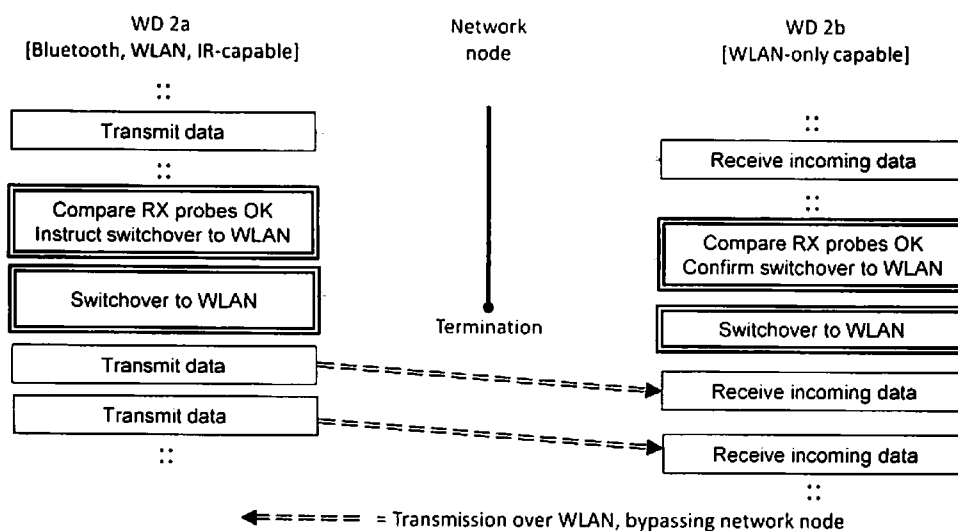 WD 2a
[Bluetooth, WLAN, IR-capable]
Network
node
WD 2b
[WLAN-only capable]
::
Transmit data
::
Compare RX probes OK
Instruct switchover to WLAN
Switchover to WLAN
Transmit data
Transmit data
::
Termination
::
Receive incoming data
::
Compare RX probes OK
Confirm switchover to WLAN
Switchover to WLAN
Receive incoming data
Receive incoming data
::
= Transmission over WLAN, bypassing network node